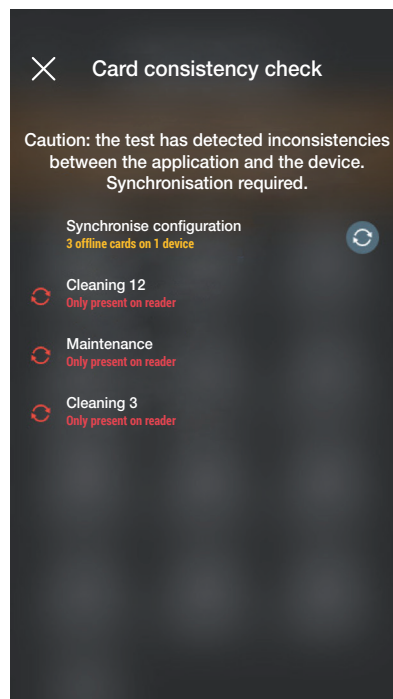 Card consistency check
Caution: the test has detected inconsistencies
between the application and the device.
Synchronisation required.
Synchronise configuration
3 offline cards on 1 device
Cleaning 12
Only present on reader
Maintenance
Only present on reader
Cleaning 3
Only present on reader